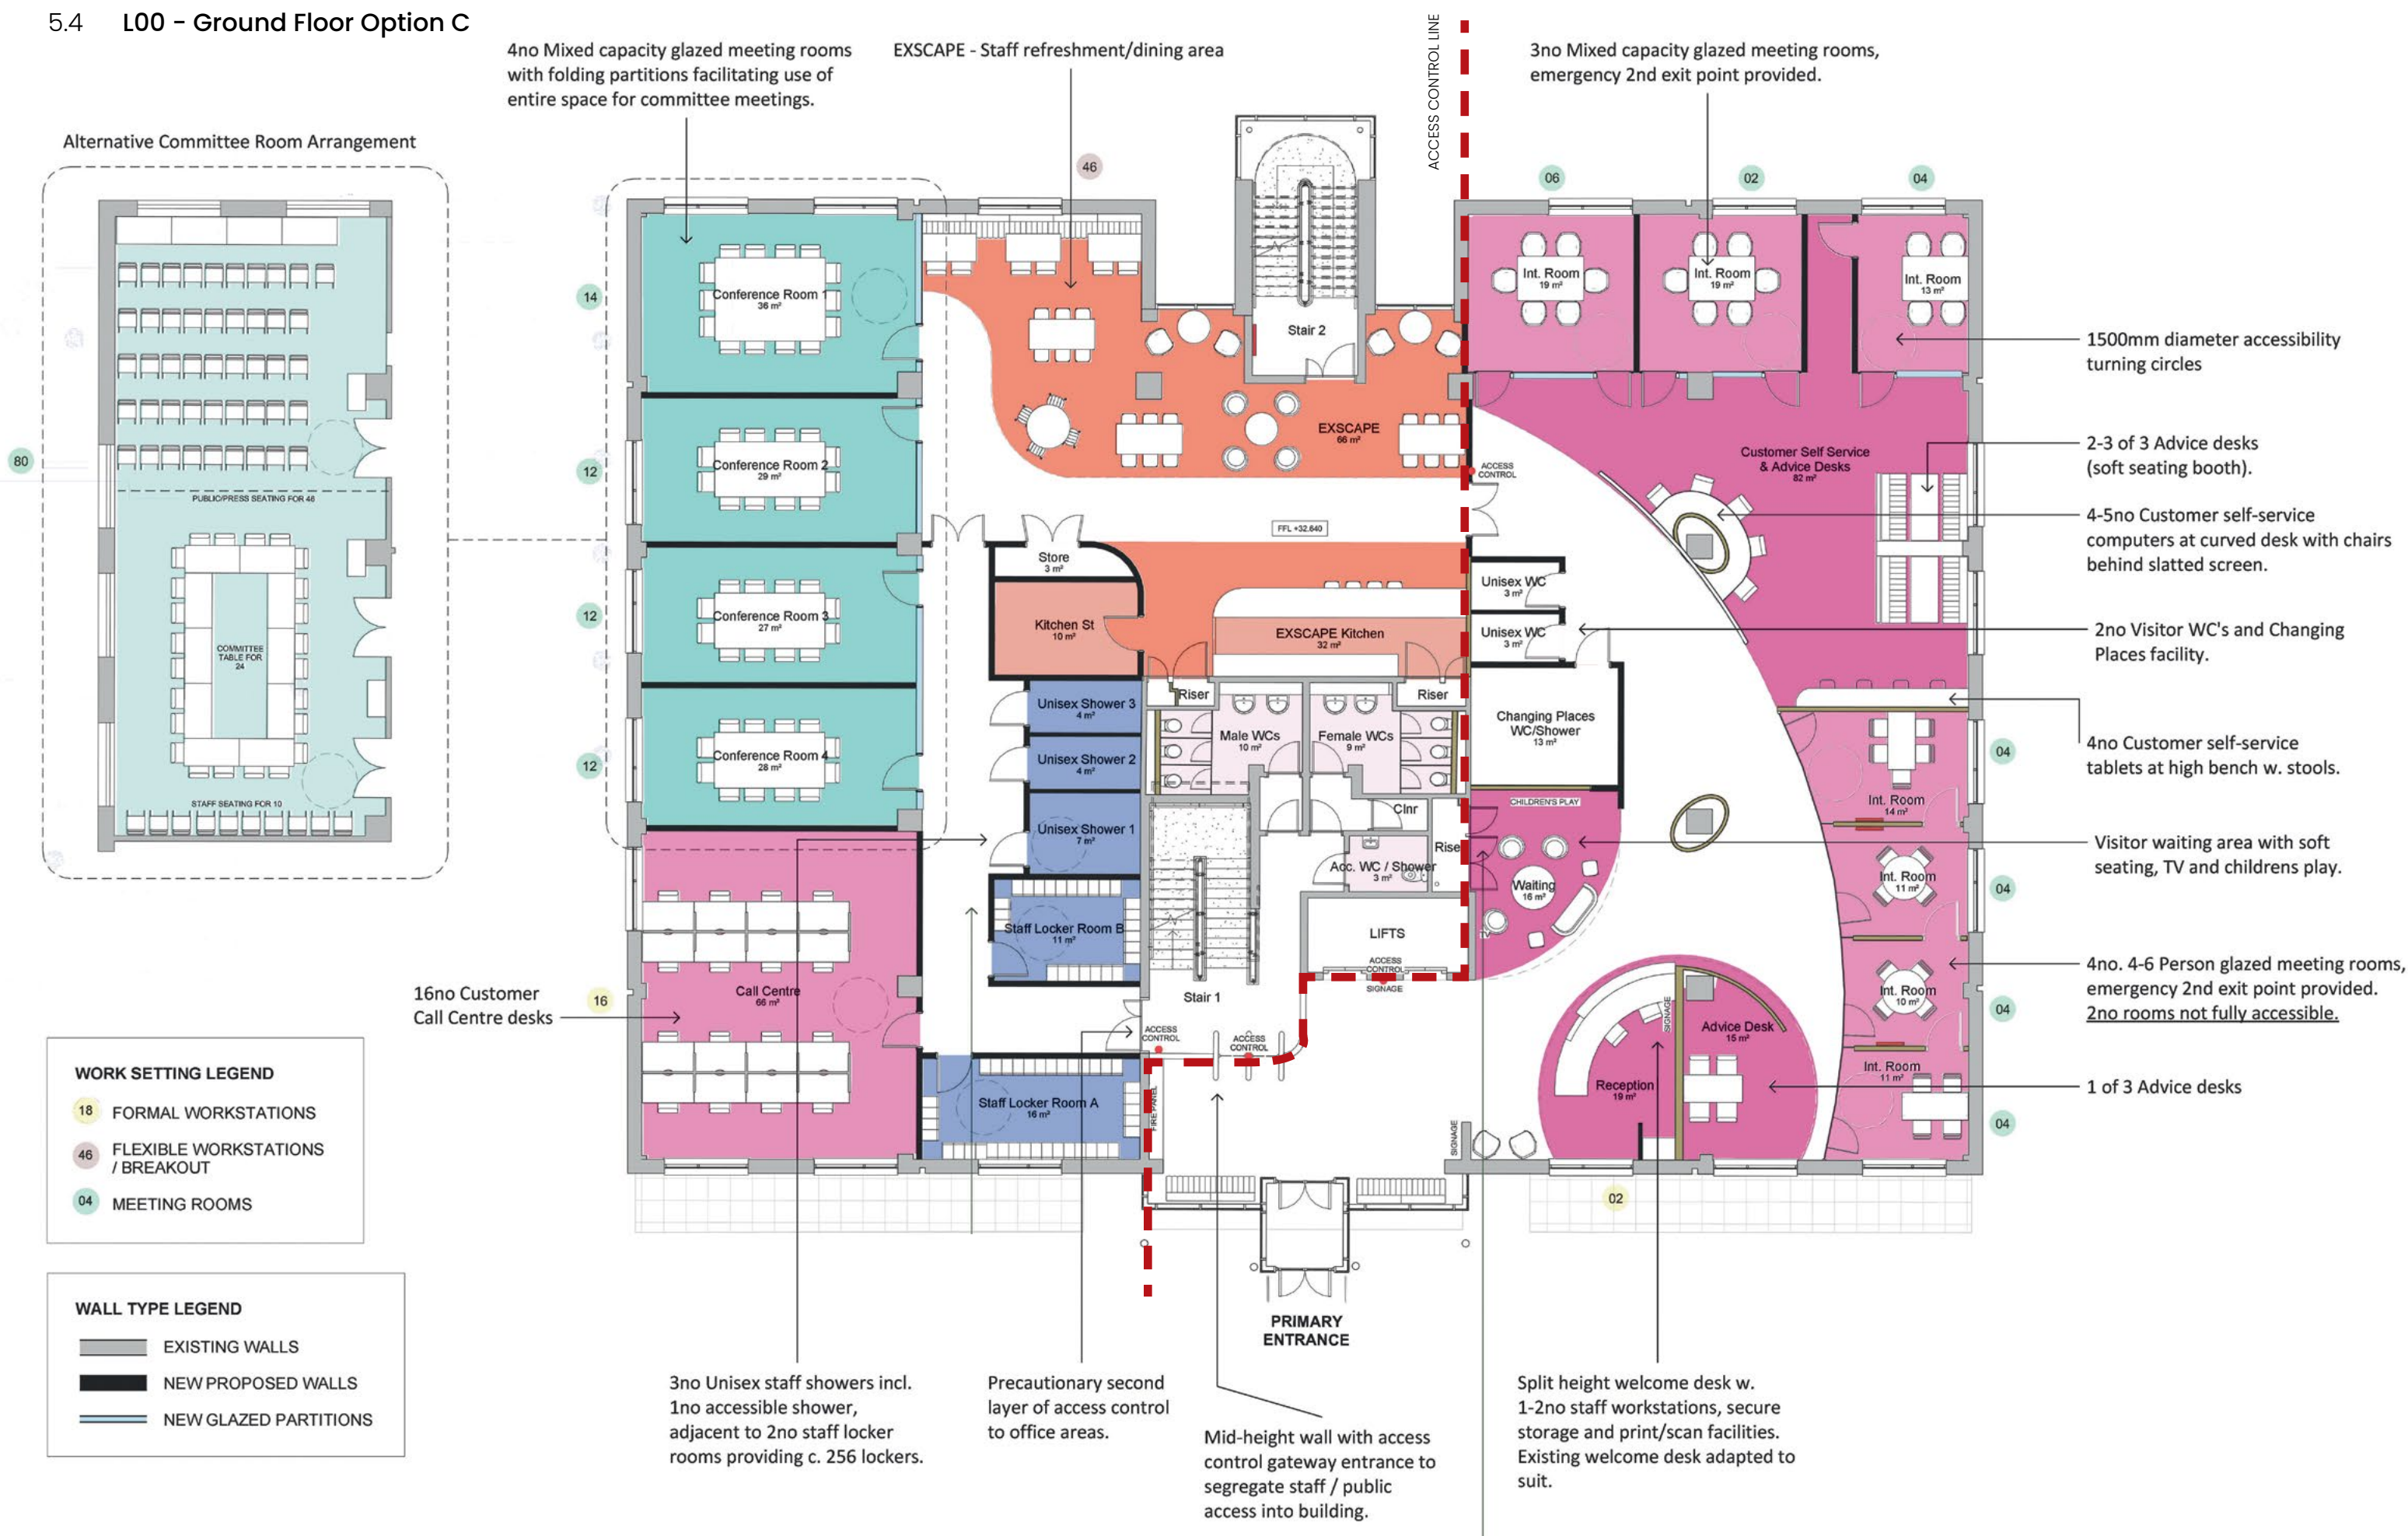 5.4 L00 - Ground Floor Option C
4no Mixed capacity glazed meeting rooms
with folding partitions facilitating use of
entire space for committee meetings.
EXSCAPE - Staff refreshment/dining area
ACCESS CONTROL LINE
3no Mixed capacity glazed meeting rooms,
emergency 2nd exit point provided.
Alternative Committee Room Arrangement
80
PUBLIC/PRESS SEATING FOR 46
COMMITTEE
TABLE FOR
24
STAFF SEATING FOR 10
46
06
02
04
14
12
12
12
16
Conference Room 1
36 m²
Conference Room 2
29 m²
Conference Room 3
27 m²
Conference Room 4
28 m²
Call Centre
66 m²
Stair 2
EXSCAPE
66 m²
FFL +32.640
Store
3 m²
Kitchen St
10 m²
EXSCAPE Kitchen
32 m²
Riser
Riser
Unisex Shower 3
4 m²
Unisex Shower 2
4 m²
Unisex Shower 1
7 m²
Male WCs
10 m²
Female WCs
9 m²
Clnr
Rise
Acc. WC / Shower
3 m²
Staff Locker Room B
11 m²
LIFTS
ACCESS
CONTROL
SIGNAGE
Stair 1
ACCESS
CONTROL
ACCESS
CONTROL
Staff Locker Room A
16 m²
FIRE PANEL
SIGNAGE
Int. Room
19 m²
Int. Room
19 m²
Int. Room
13 m²
ACCESS
CONTROL
Customer Self Service
& Advice Desks
82 m²
Unisex WC
3 m²
Unisex WC
3 m²
Changing Places
WC/Shower
13 m²
CHILDREN'S PLAY
Waiting
16 m²
TV
Int. Room
14 m²
Int. Room
11 m²
Int. Room
10 m²
Int. Room
11 m²
04
04
04
04
SIGNAGE
Advice Desk
15 m²
Reception
19 m²
02
1500mm diameter accessibility
turning circles
2-3 of 3 Advice desks
(soft seating booth).
4-5no Customer self-service
computers at curved desk with chairs
behind slatted screen.
2no Visitor WC's and Changing
Places facility.
4no Customer self-service
tablets at high bench w. stools.
Visitor waiting area with soft
seating, TV and childrens play.
4no. 4-6 Person glazed meeting rooms,
emergency 2nd exit point provided.
2no rooms not fully accessible.
1 of 3 Advice desks
16no Customer
Call Centre desks
WORK SETTING LEGEND
18 FORMAL WORKSTATIONS
46 FLEXIBLE WORKSTATIONS
/ BREAKOUT
04 MEETING ROOMS
WALL TYPE LEGEND
EXISTING WALLS
NEW PROPOSED WALLS
NEW GLAZED PARTITIONS
PRIMARY
ENTRANCE
3no Unisex staff showers incl.
1no accessible shower,
adjacent to 2no staff locker
rooms providing c. 256 lockers.
Precautionary second
layer of access control
to office areas.
Mid-height wall with access
control gateway entrance to
segregate staff / public
access into building.
Split height welcome desk w.
1-2no staff workstations, secure
storage and print/scan facilities.
Existing welcome desk adapted to
suit.